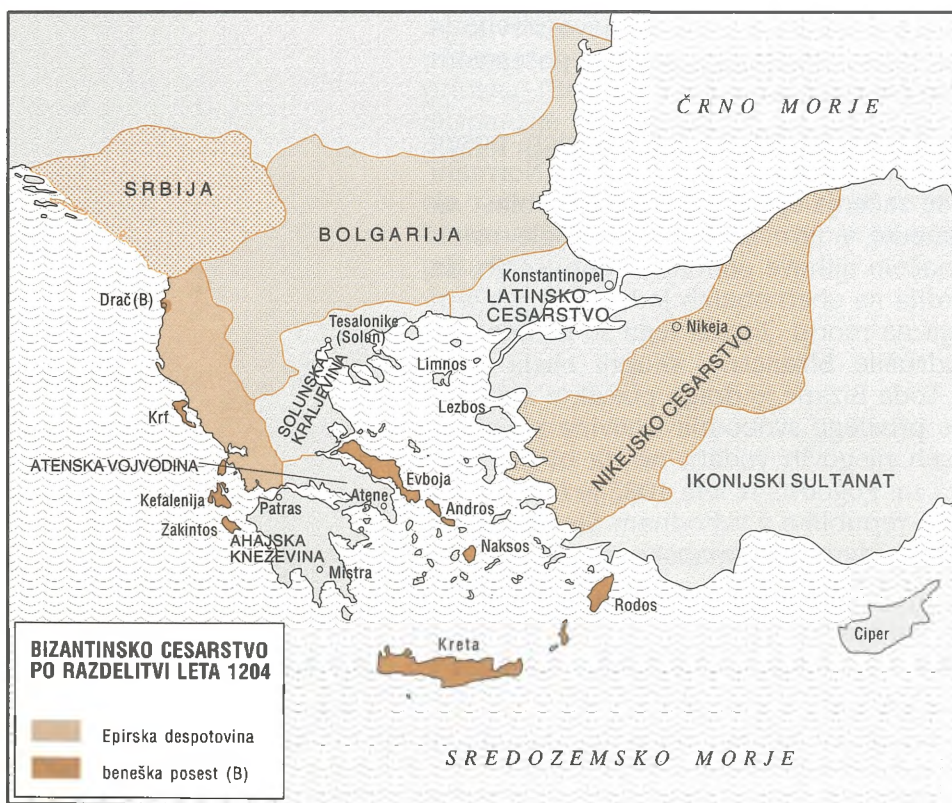 ČRNO MORJE
SRBIJA
BOLGARIJA
Konstantinopel
LATINSKO
CESARSTVO
Drač (B)
Tesalonike
(Solun)
Nikeja
SOLUNSKA
KRALJEVINA
Limnos
Lezbos
NIKEJSKO CESARSTVO
Krf
ATENSKA VOJVODINA
Evboja
IKONIJSKI SULTANAT
Kefalenija
Patras
Atene
Andros
Zakintos
AHAJSKA
KNEŽEVINA
Naksos
Mistra
Rodos
Ciper
Kreta
BIZANTINSKO CESARSTVO
PO RAZDELITVI LETA 1204
Epirska despotovina
beneška posest (B)
SREDOZEMSKO MORJE